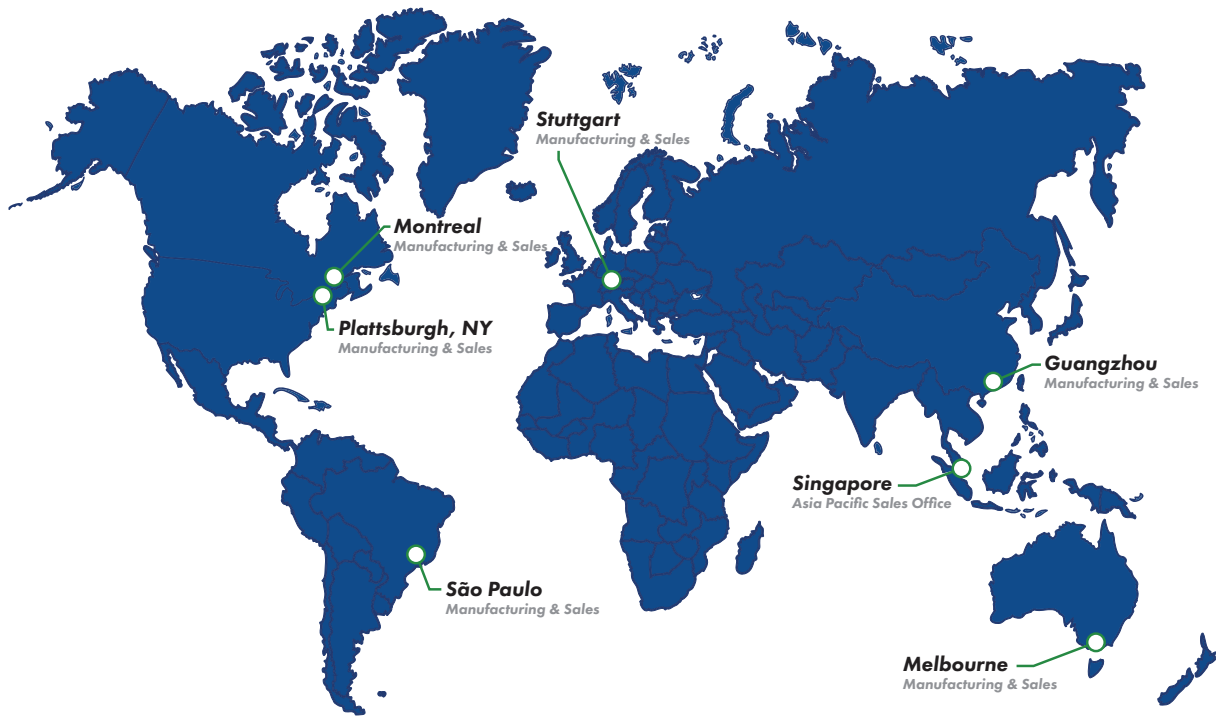 Stuttgart
Manufacturing & Sales
Montreal
Manufacturing & Sales
Plattsburgh, NY
Manufacturing & Sales
Guangzhou
Manufacturing & Sales
Singapore
Asia Pacific Sales Office
São Paulo
Manufacturing & Sales
Melbourne
Manufacturing & Sales